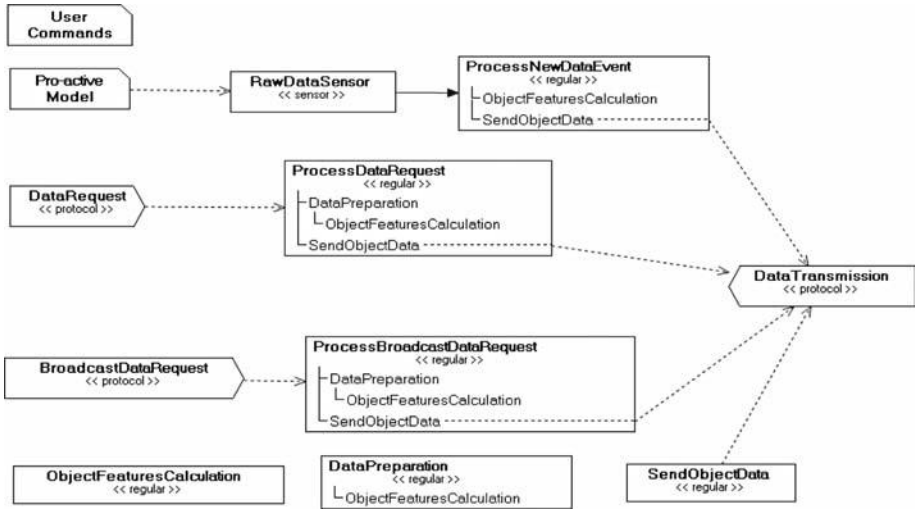 User
Commands
Pro-active
Model
RawDataSensor
<< sensor >>
ProcessNewDataEvent
<< regular >>
ObjectFeaturesCalculation
SendObjectData
DataRequest
<< protocol >>
ProcessDataRequest
<< regular >>
DataPreparation
ObjectFeaturesCalculation
SendObjectData
DataTransmission
<< protocol >>
BroadcastDataRequest
<< protocol >>
ProcessBroadcastDataRequest
<< regular >>
DataPreparation
ObjectFeaturesCalculation
SendObjectData
ObjectFeaturesCalculation
<< regular >>
DataPreparation
<< regular >>
ObjectFeaturesCalculation
SendObjectData
<< regular >>